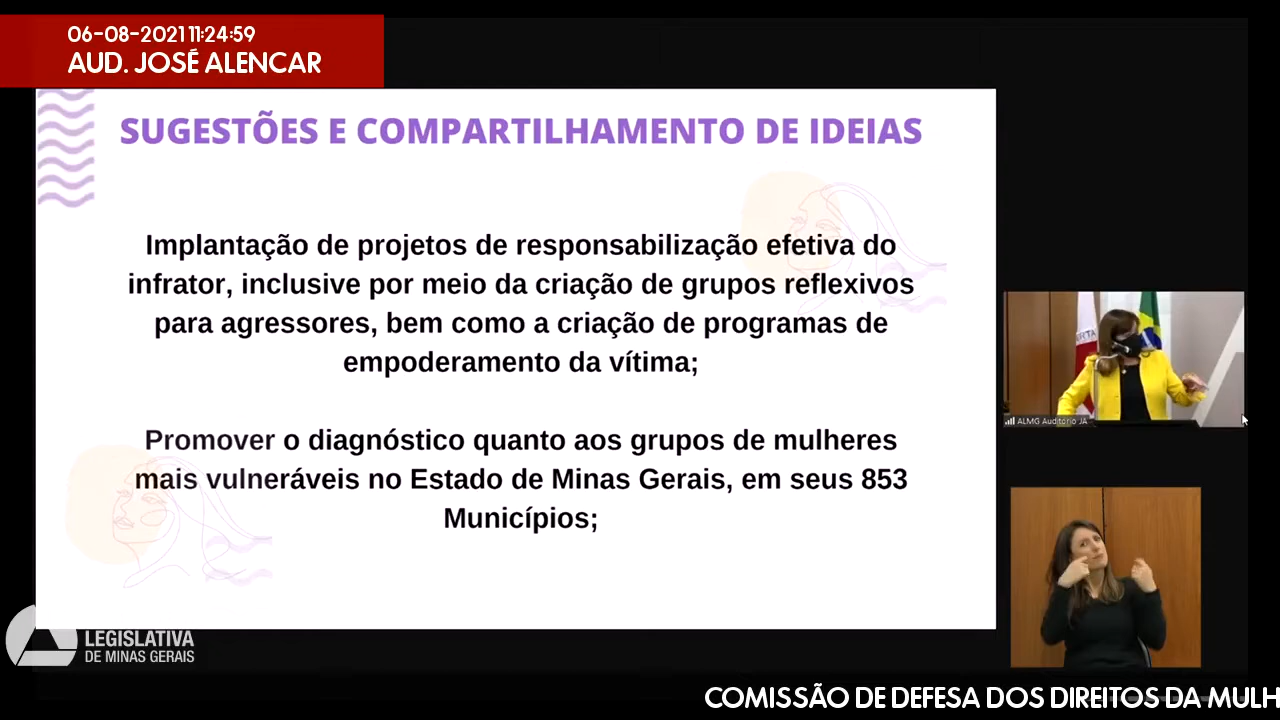 06-08-2021 11:24:59
AUD. JOSÉ ALENCAR
SUGESTÕES E COMPARTILHAMENTO DE IDEIAS
Implantação de projetos de responsabilização efetiva do
infrator, inclusive por meio da criação de grupos reflexivos
para agressores, bem como a criação de programas de
empoderamento da vítima;
Promover o diagnóstico quanto aos grupos de mulheres
mais vulneráveis no Estado de Minas Gerais, em seus 853
Municípios;
ALMG Auditório JA
LEGISLATIVA
DE MINAS GERAIS
COMISSÃO DE DEFESA DOS DIREITOS DA MULH